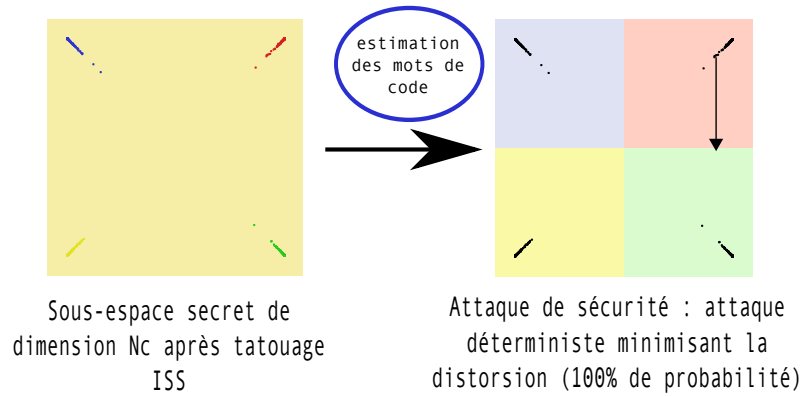 estimation
des mots de
code
Sous-espace secret de
dimension Nc après tatouage
ISS
Attaque de sécurité : attaque
déterministe minimisant la
distorsion (100% de probabilité)